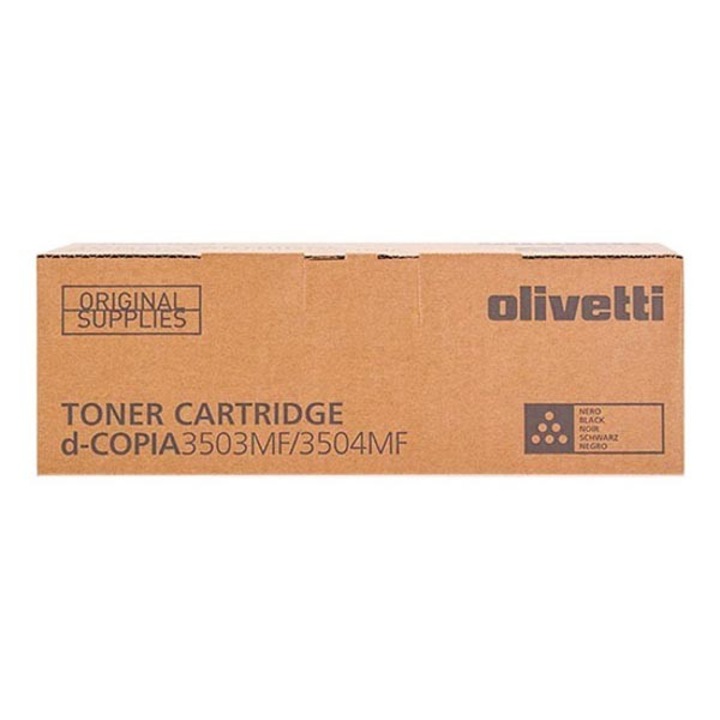 ORIGINAL
SUPPLIES
olivetti
TONER CARTRIDGE
d-COPIA3503MF/3504MF
NERO
BLACK
NOIR
SCHWARZ
NEGRO